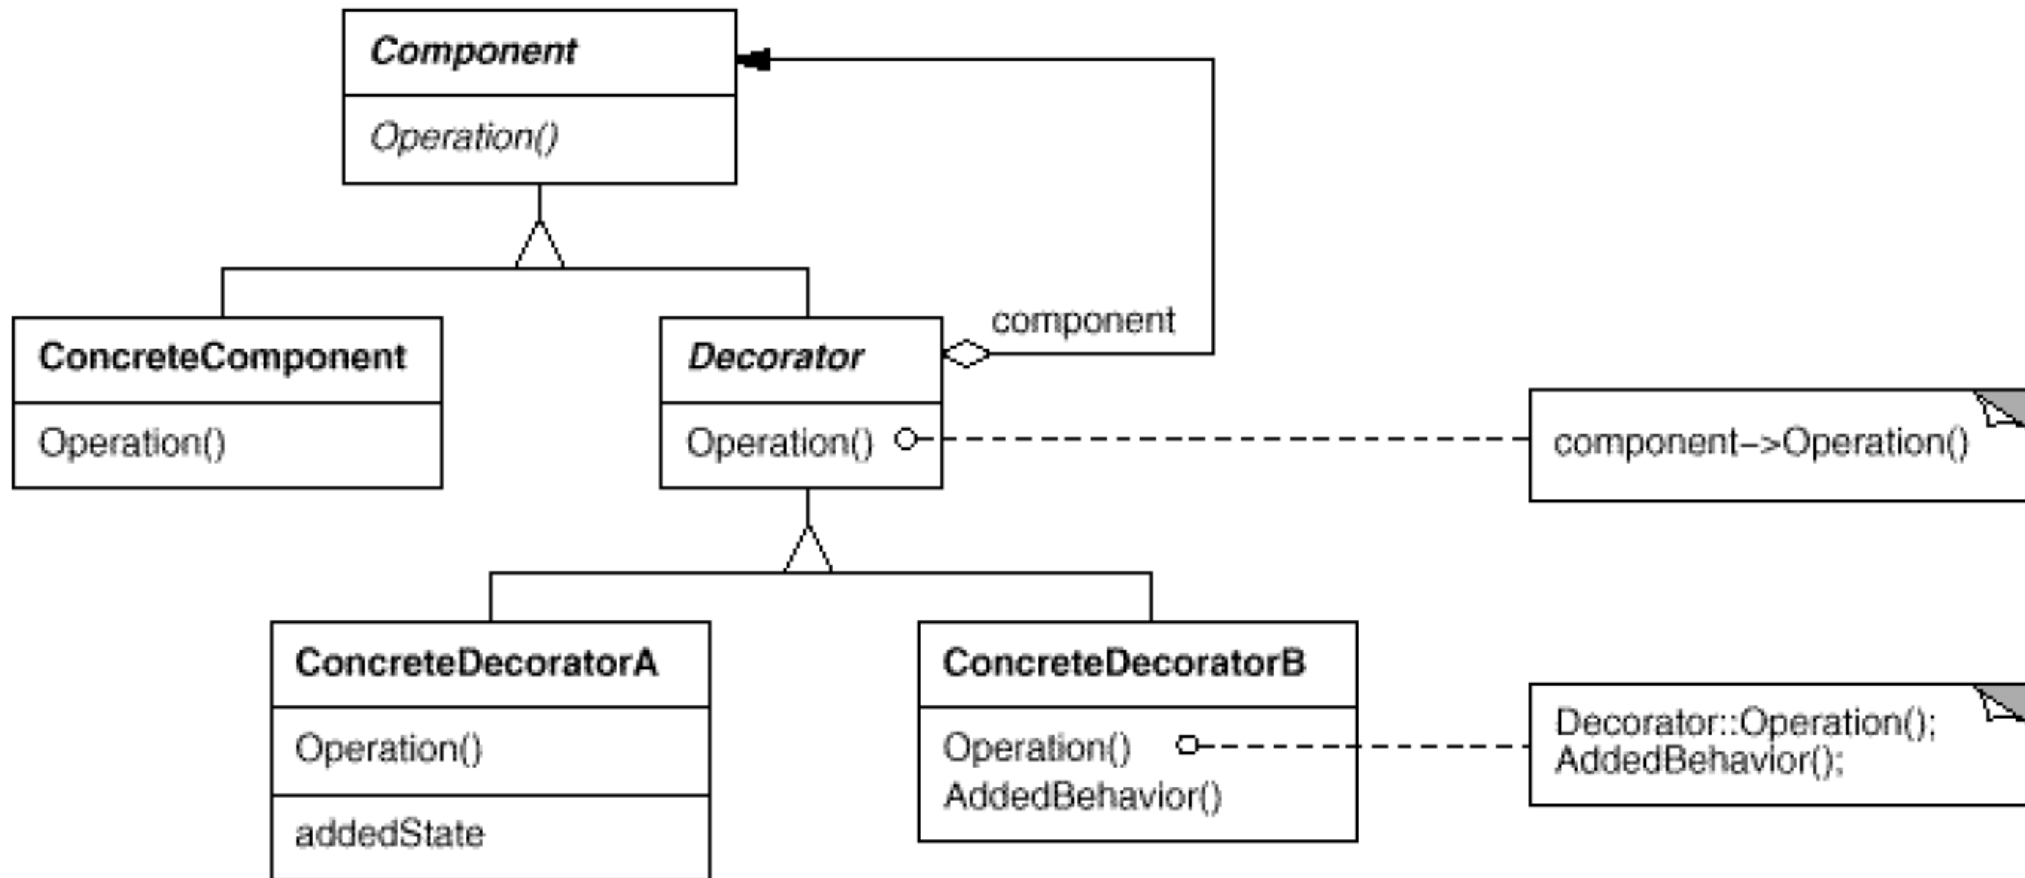 Component
Operation()
component
ConcreteComponent
Operation()
Decorator
Operation()
component–>Operation()
ConcreteDecoratorA
Operation()
addedState
ConcreteDecoratorB
Operation()
AddedBehavior()
Decorator::Operation();
AddedBehavior();